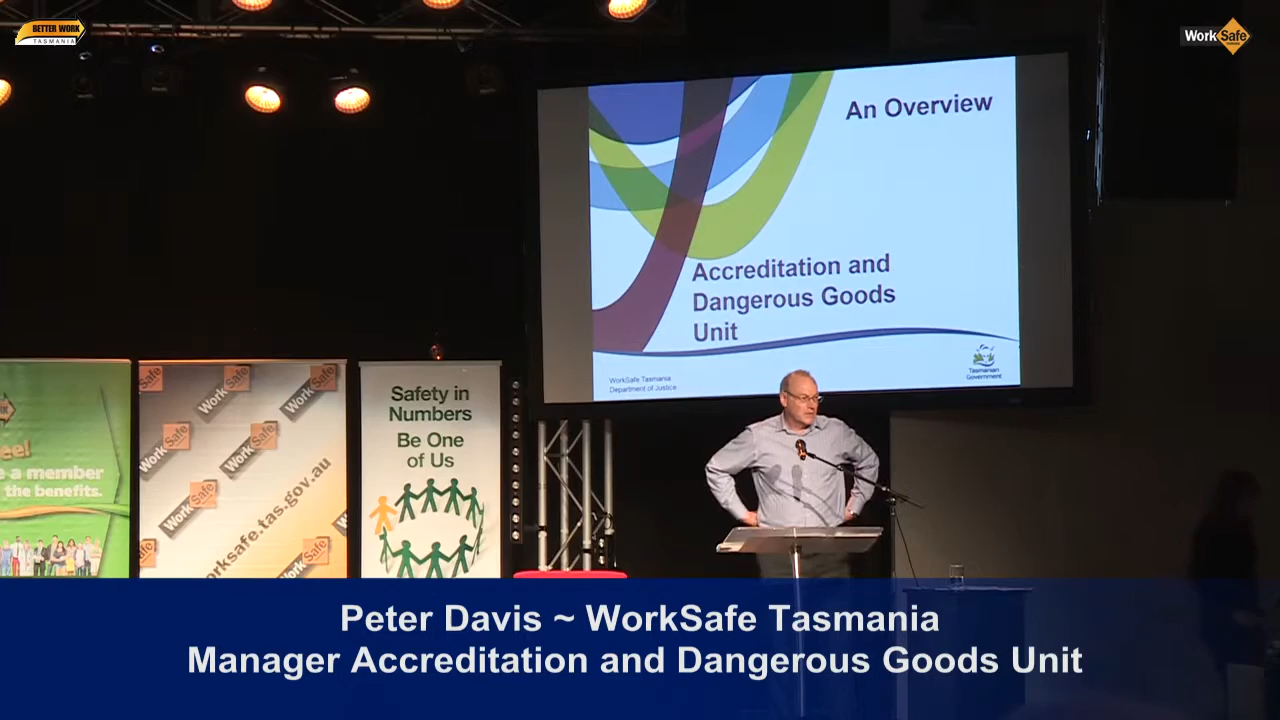 BETTER WORK
TASMANIA
WorkSafe
An Overview
Accreditation and
Dangerous Goods
Unit
WorkSafe Tasmania
Department of Justice
Tasmanian
Government
e a member
the benefits.
Safe
WorkSafe
WorkSafe
WorkSafe
WorkSafe
WorkSafe
WorkSafe
orksafe.tas.gov.au
Safety in
Numbers
Be One
of Us
Peter Davis ~ WorkSafe Tasmania
Manager Accreditation and Dangerous Goods Unit